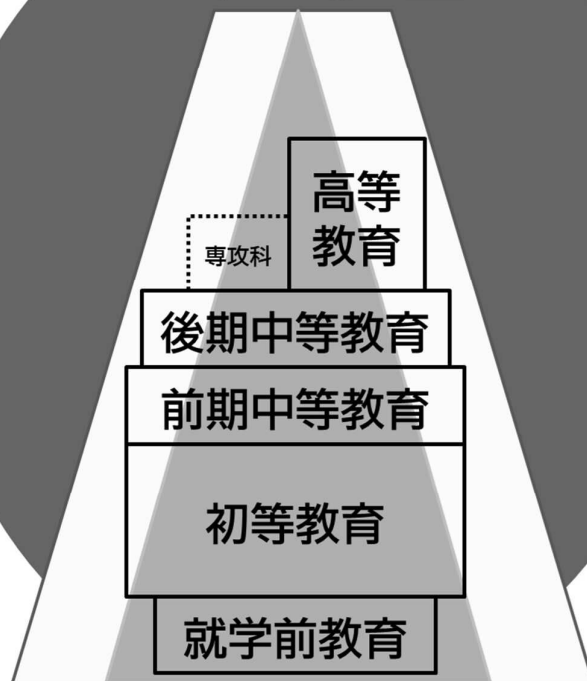 高等
教育
専攻科
後期中等教育
前期中等教育
初等教育
就学前教育